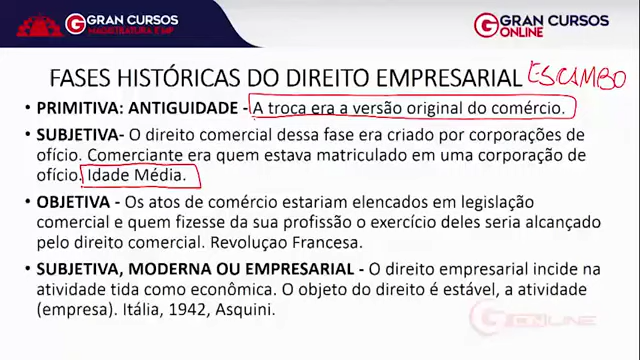 GRAN CURSOS
MAGISTRATURA E MP
GRAN CURSOS
ONLINE
FASES HISTÓRICAS DO DIREITO EMPRESARIAL ESCAMBO
• PRIMITIVA: ANTIGUIDADE - A troca era a versão original do comércio.
• SUBJETIVA- O direito comercial dessa fase era criado por corporações de
ofício. Comerciante era quem estava matriculado em uma corporação de
ofício. Idade Média.
• OBJETIVA - Os atos de comércio estariam elencados em legislação
comercial e quem fizesse da sua profissão o exercício deles seria alcançado
pelo direito comercial. Revoluçao Francesa.
• SUBJETIVA, MODERNA OU EMPRESARIAL - O direito empresarial incide na
atividade tida como econômica. O objeto do direito é estável, a atividade
(empresa). Itália, 1942, Asquini.